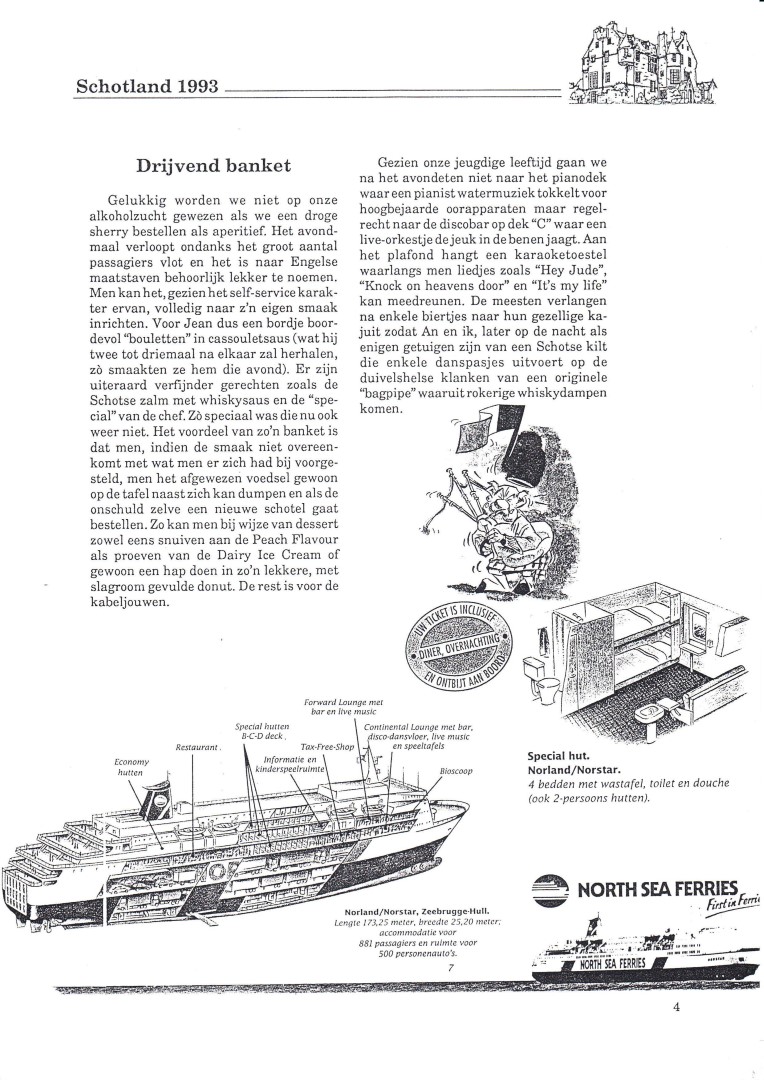 Schotland 1993
Drijvend banket
Gelukkig worden we niet op onze
alkoholzucht gewezen als we een droge
sherry bestellen als aperitief. Het avond-
maal verloopt ondanks het groot aantal
passagiers vlot en het is naar Engelse
maatstaven behoorlijk lekker te noemen.
Men kan het, gezien het self-service karak-
ter ervan, volledig naar z'n eigen smaak
inrichten. Voor Jean dus een bordje boor-
devol “bouletten” in cassouletsaus (wat hij
twee tot driemaal na elkaar zal herhalen,
zò smaakten ze hem die avond). Er zijn
uiteraard verfijnder gerechten zoals de
Schotse zalm met whiskysaus en de “spe-
cial” van de chef. Zò speciaal was die nu ook
weer niet. Het voordeel van zo'n banket is
dat men, indien de smaak niet overeen-
komt met wat men er zich had bij voorge-
steld, men het afgewezen voedsel gewoon
op de tafel naast zich kan dumpen en als de
onschuld zelve een nieuwe schotel gaat
bestellen. Zo kan men bij wijze van dessert
zowel eens snuiven aan de Peach Flavour
als proeven van de Dairy Ice Cream of
gewoon een hap doen in zo'n lekkere, met
slagroom gevulde donut. De rest is voor de
kabeljouwen.
Gezien onze jeugdige leeftijd gaan we
na het avondeten niet naar het pianodek
waar een pianist watermuziek tokkelt voor
hoogbejaarde oorapparaten maar regel-
recht naar de discobar op dek “C” waar een
live-orkestje de jeuk in de benen jaagt. Aan
het plafond hangt een karaoketoestel
waarlangs men liedjes zoals “Hey Jude”,
“Knock on heavens door” en “It's my life”
kan meedreunen. De meesten verlangen
na enkele biertjes naar hun gezellige ka-
juit zodat An en ik, later op de nacht als
enigen getuigen zijn van een Schotse kilt
die enkele danspasjes uitvoert op de
duivelshelse klanken van een originele
“bagpipe” waaruit rokerige whiskydampen
komen.
UW TICKET IS INCLUSIEF
• DINER, OVERNACHTING •
EN ONTBIJT AAN BOORD
Forward Lounge met
bar en live music
Special hutten
B-C-D deck
Continental Lounge met bar,
disco-dansvloer, live music
en speeltafels
Restaurant
Tax-Free-Shop
Economy
hutten
Informatie en
kinderspeelruimte
Bioscoop
Special hut.
Norland/Norstar.
4 bedden met wastafel, toilet en douche
(ook 2-persoons hutten).
Norland/Norstar, Zeebrugge-Hull.
Lengte 173,25 meter, breedte 25,20 meter;
accommodatie voor
881 passagiers en ruimte voor
500 personenauto's.
7
NORTH SEA FERRIES
First in Ferri
NORTH SEA FERRIES
4